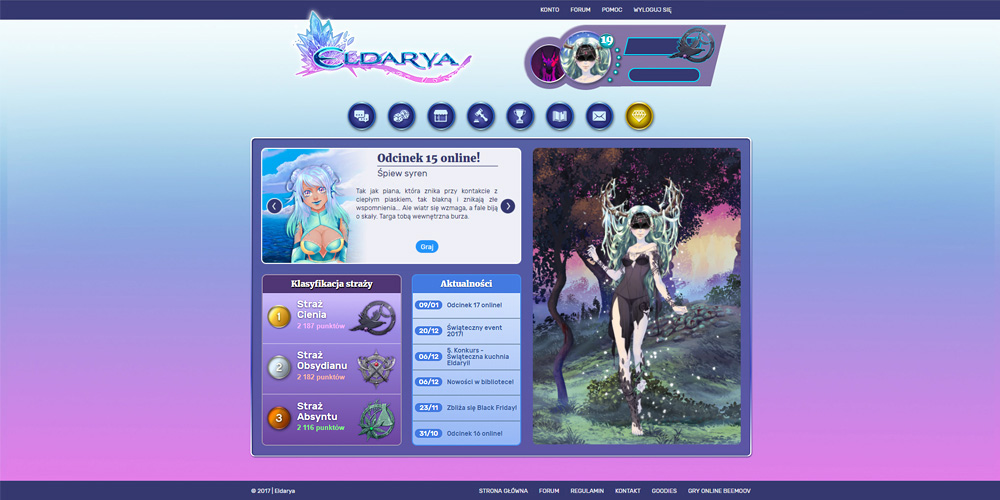 KONTO FORUM POMOC WYLOGUJ SIĘ
ELDARYA
19
Odcinek 15 online!
Śpiew syren
Tak jak piana, która znika przy kontakcie z
ciepłym piaskiem, tak blakną i znikają złe
wspomnienia... Ale wiatr się wzmaga, a fale biją
o skały. Targa tobą wewnętrzna burza.
Graj
Klasyfikacja straży
1
Straż
Cienia
2 187 punktów
2
Straż
Obsydianu
2 182 punktów
3
Straż
Absyntu
2 116 punktów
Aktualności
09/01 Odcinek 17 online!
20/12 Świąteczny event
2017!
06/12 §. Konkurs -
Świąteczna kuchnia
Eldaryi!
06/12 Nowości w bibliotece!
23/11 Zbliża się Black Friday!
31/10 Odcinek 16 online!
© 2017 | Eldarya
STRONA GŁÓWNA FORUM REGULAMIN KONTAKT GOODIES GRY ONLINE BEEMOOV